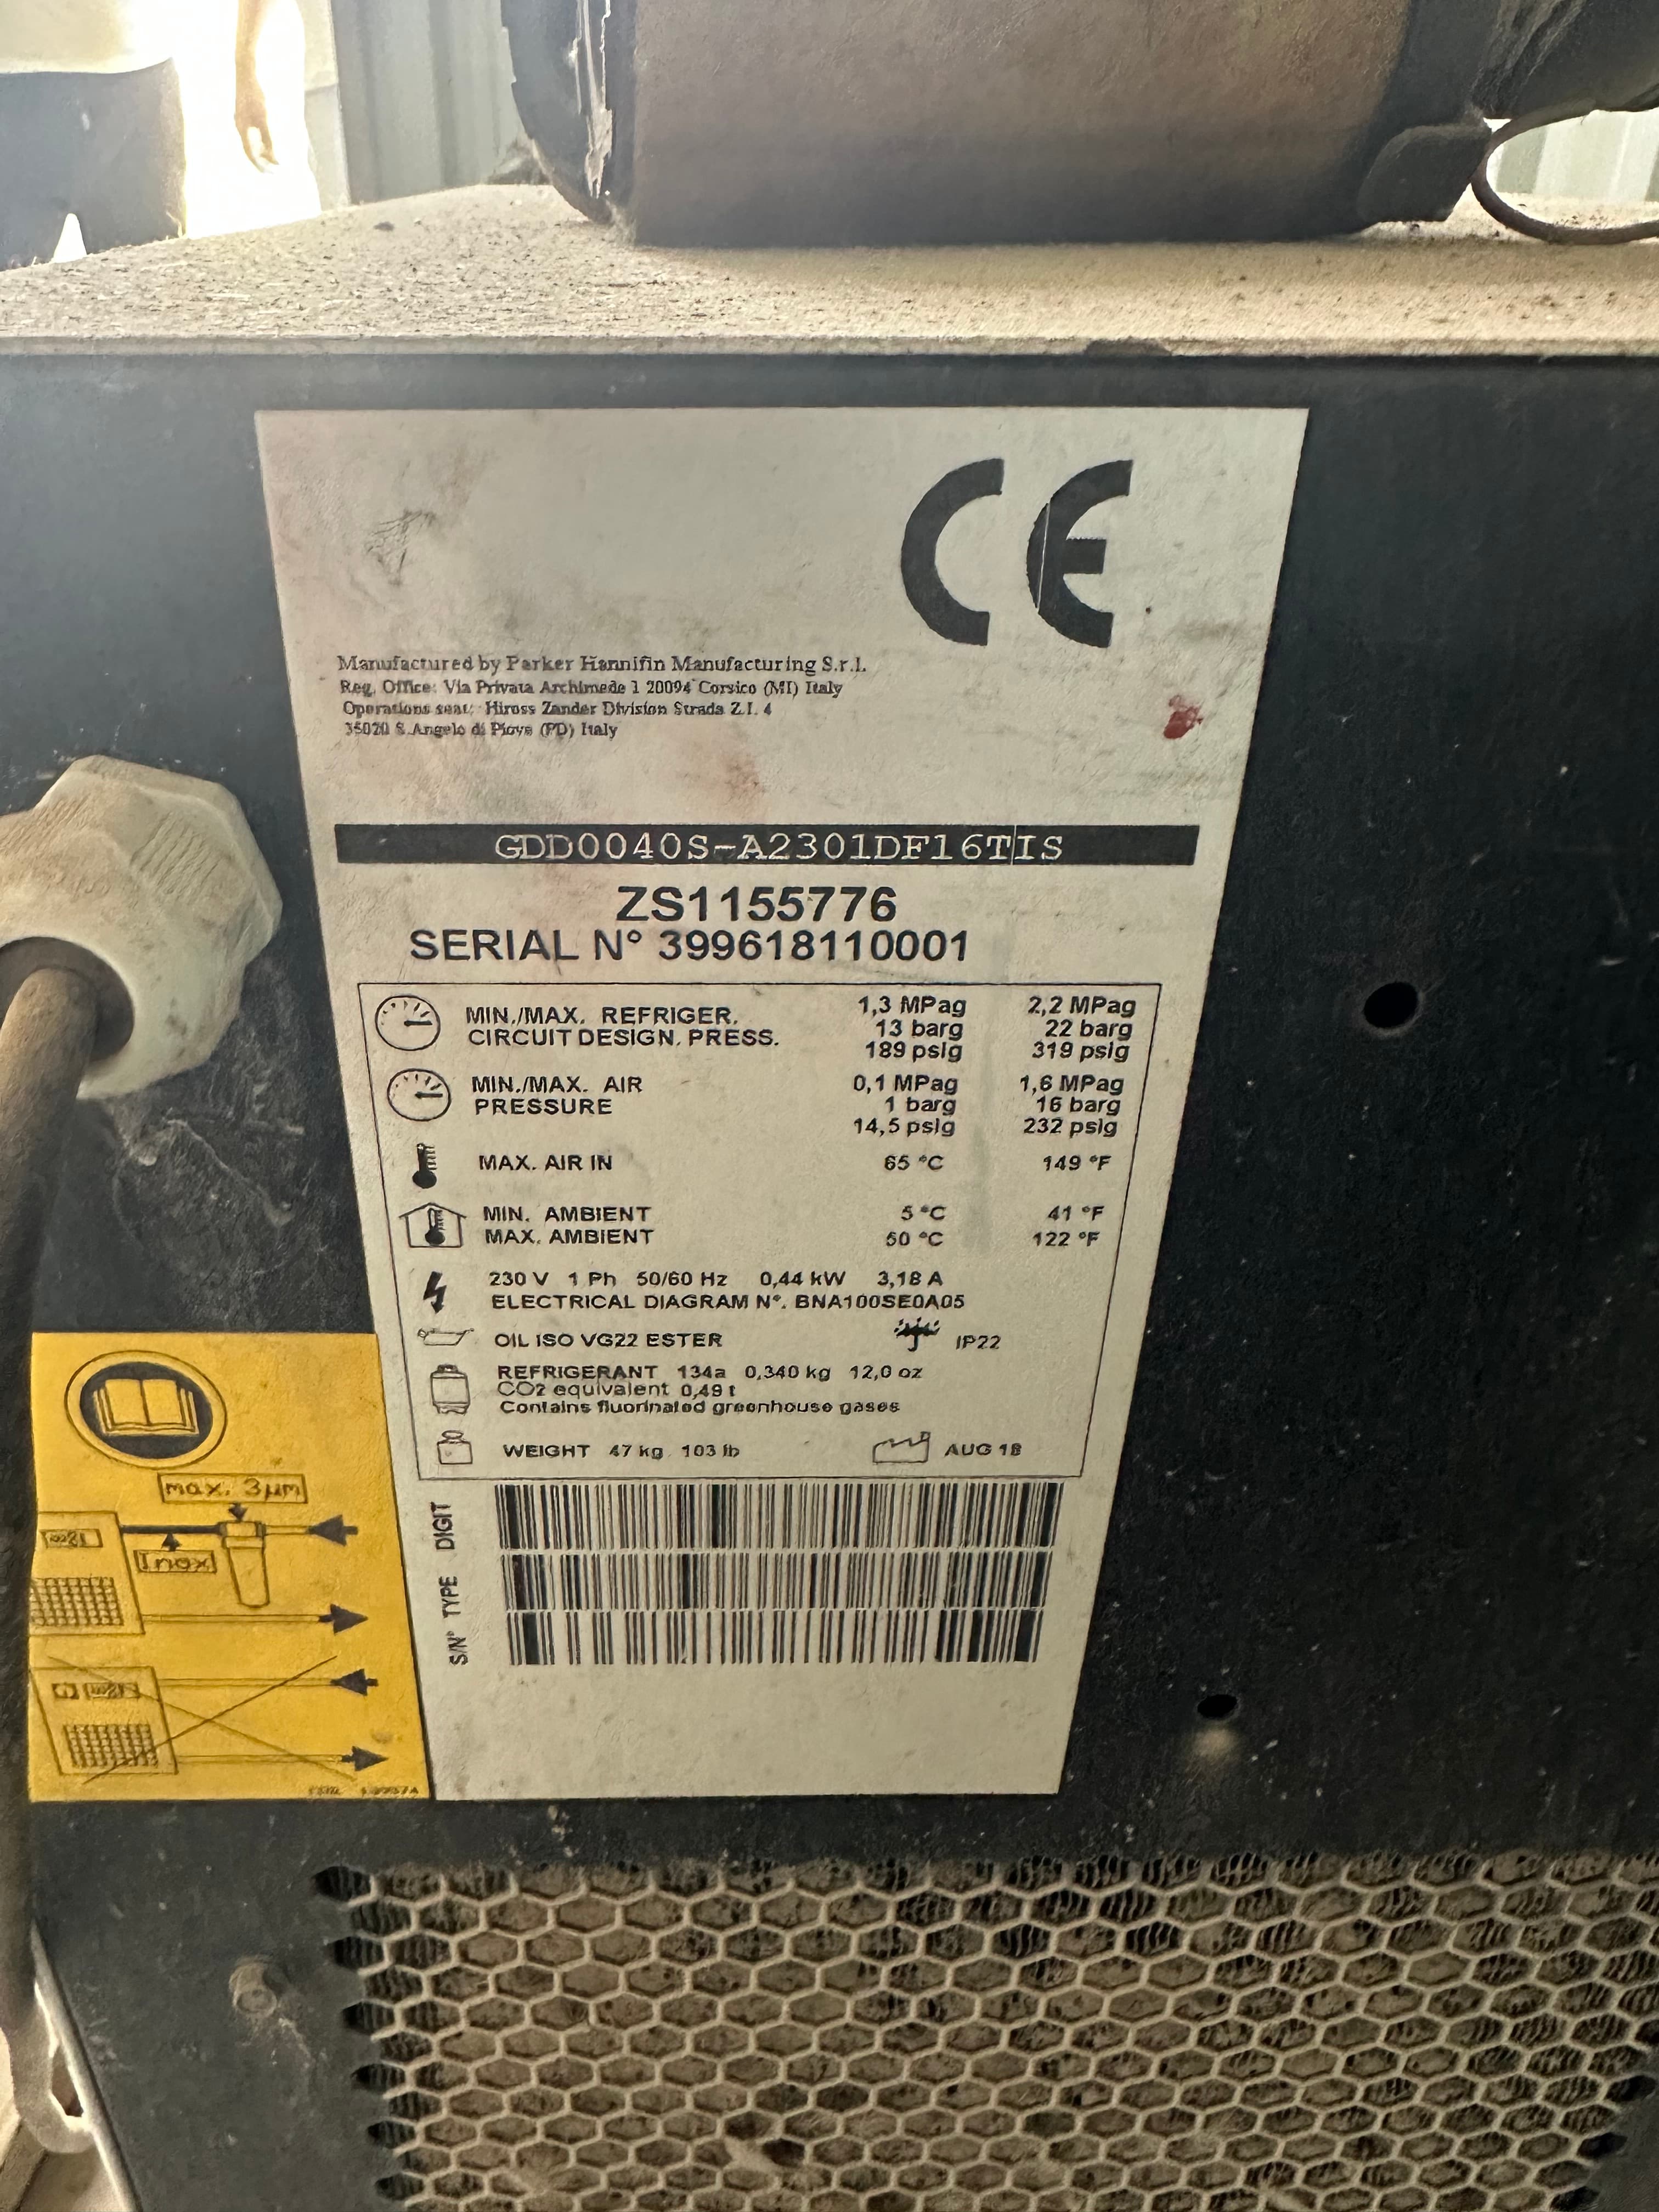 CE
Manufactured by Parker Hannifin Manufacturing S.r.l.
Reg. Office: Via Privata Archimede 1 20094 Corsico (MI) Italy
Operations seat: Hiross Zander Division Strada Z.I. 4
35020 S.Angelo di Piove (PD) Italy
GDD0040S-A2301DF16TIS
ZS1155776
SERIAL N° 399618110001
MIN./MAX. REFRIGER. 1,3 MPag 2,2 MPag
CIRCUIT DESIGN. PRESS. 13 barg 22 barg
189 psig 319 psig
MIN./MAX. AIR 0,1 MPag 1,6 MPag
PRESSURE 1 barg 16 barg
14,5 psig 232 psig
MAX. AIR IN 65 °C 149 °F
MIN. AMBIENT 5 °C 41 °F
MAX. AMBIENT 50 °C 122 °F
230 V 1 Ph 50/60 Hz 0,44 kW 3,18 A
ELECTRICAL DIAGRAM N°. BNA100SE0A05
OIL ISO VG22 ESTER IP22
REFRIGERANT 134a 0,340 kg 12,0 oz
CO2 equivalent 0,49 t
Contains fluorinated greenhouse gases
WEIGHT 47 kg 103 lb AUG 18
DIGIT
TYPE
S/N°
max. 3µm
Inox